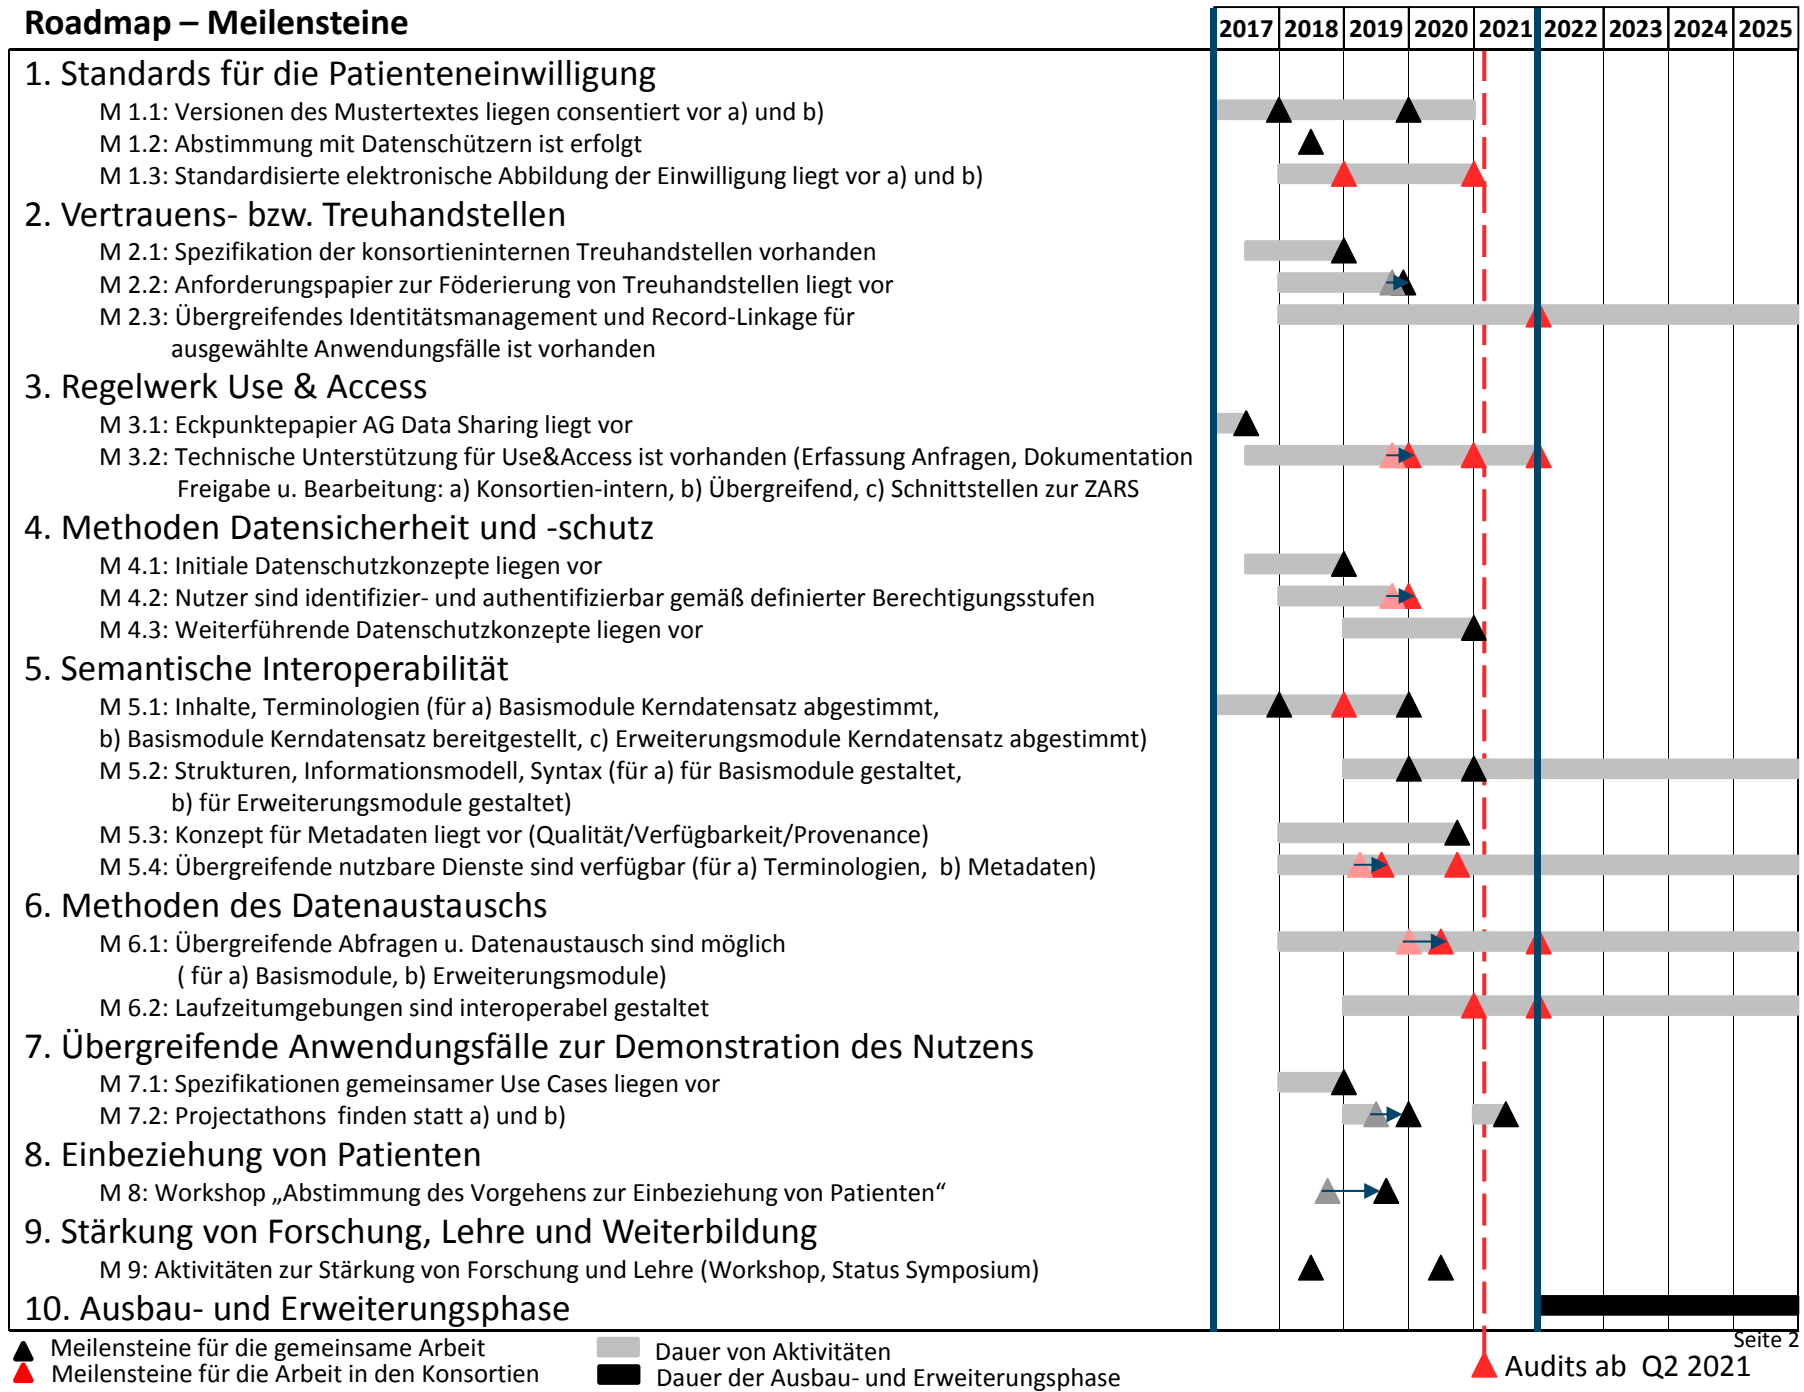 Roadmap – Meilensteine
2017 2018 2019 2020 2021 2022 2023 2024 2025
1. Standards für die Patienteneinwilligung
M 1.1: Versionen des Mustertextes liegen consentiert vor a) und b)
M 1.2: Abstimmung mit Datenschützern ist erfolgt
M 1.3: Standardisierte elektronische Abbildung der Einwilligung liegt vor a) und b)
2. Vertrauens- bzw. Treuhandstellen
M 2.1: Spezifikation der konsortieninternen Treuhandstellen vorhanden
M 2.2: Anforderungspapier zur Föderierung von Treuhandstellen liegt vor
M 2.3: Übergreifendes Identitätsmanagement und Record-Linkage für
ausgewählte Anwendungsfälle ist vorhanden
3. Regelwerk Use & Access
M 3.1: Eckpunktepapier AG Data Sharing liegt vor
M 3.2: Technische Unterstützung für Use&Access ist vorhanden (Erfassung Anfragen, Dokumentation
Freigabe u. Bearbeitung: a) Konsortien-intern, b) Übergreifend, c) Schnittstellen zur ZARS
4. Methoden Datensicherheit und -schutz
M 4.1: Initiale Datenschutzkonzepte liegen vor
M 4.2: Nutzer sind identifizier- und authentifizierbar gemäß definierter Berechtigungsstufen
M 4.3: Weiterführende Datenschutzkonzepte liegen vor
5. Semantische Interoperabilität
M 5.1: Inhalte, Terminologien (für a) Basismodule Kerndatensatz abgestimmt,
b) Basismodule Kerndatensatz bereitgestellt, c) Erweiterungsmodule Kerndatensatz abgestimmt)
M 5.2: Strukturen, Informationsmodell, Syntax (für a) für Basismodule gestaltet,
b) für Erweiterungsmodule gestaltet)
M 5.3: Konzept für Metadaten liegt vor (Qualität/Verfügbarkeit/Provenance)
M 5.4: Übergreifende nutzbare Dienste sind verfügbar (für a) Terminologien, b) Metadaten)
6. Methoden des Datenaustauschs
M 6.1: Übergreifende Abfragen u. Datenaustausch sind möglich
( für a) Basismodule, b) Erweiterungsmodule)
M 6.2: Laufzeitumgebungen sind interoperabel gestaltet
7. Übergreifende Anwendungsfälle zur Demonstration des Nutzens
M 7.1: Spezifikationen gemeinsamer Use Cases liegen vor
M 7.2: Projectathons finden statt a) und b)
8. Einbeziehung von Patienten
M 8: Workshop „Abstimmung des Vorgehens zur Einbeziehung von Patienten“
9. Stärkung von Forschung, Lehre und Weiterbildung
M 9: Aktivitäten zur Stärkung von Forschung und Lehre (Workshop, Status Symposium)
10. Ausbau- und Erweiterungsphase
Seite 2
Meilensteine für die gemeinsame Arbeit
Dauer von Aktivitäten
Meilensteine für die Arbeit in den Konsortien
Dauer der Ausbau- und Erweiterungsphase
Audits ab Q2 2021